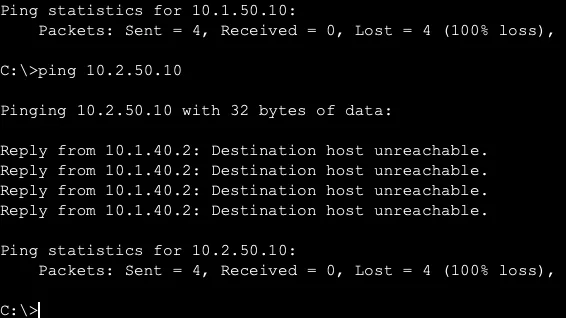 Ping statistics for 10.1.50.10:
    Packets: Sent = 4, Received = 0, Lost = 4 (100% loss),
C:\>ping 10.2.50.10
Pinging 10.2.50.10 with 32 bytes of data:
Reply from 10.1.40.2: Destination host unreachable.
Reply from 10.1.40.2: Destination host unreachable.
Reply from 10.1.40.2: Destination host unreachable.
Reply from 10.1.40.2: Destination host unreachable.
Ping statistics for 10.2.50.10:
    Packets: Sent = 4, Received = 0, Lost = 4 (100% loss),
C:\>